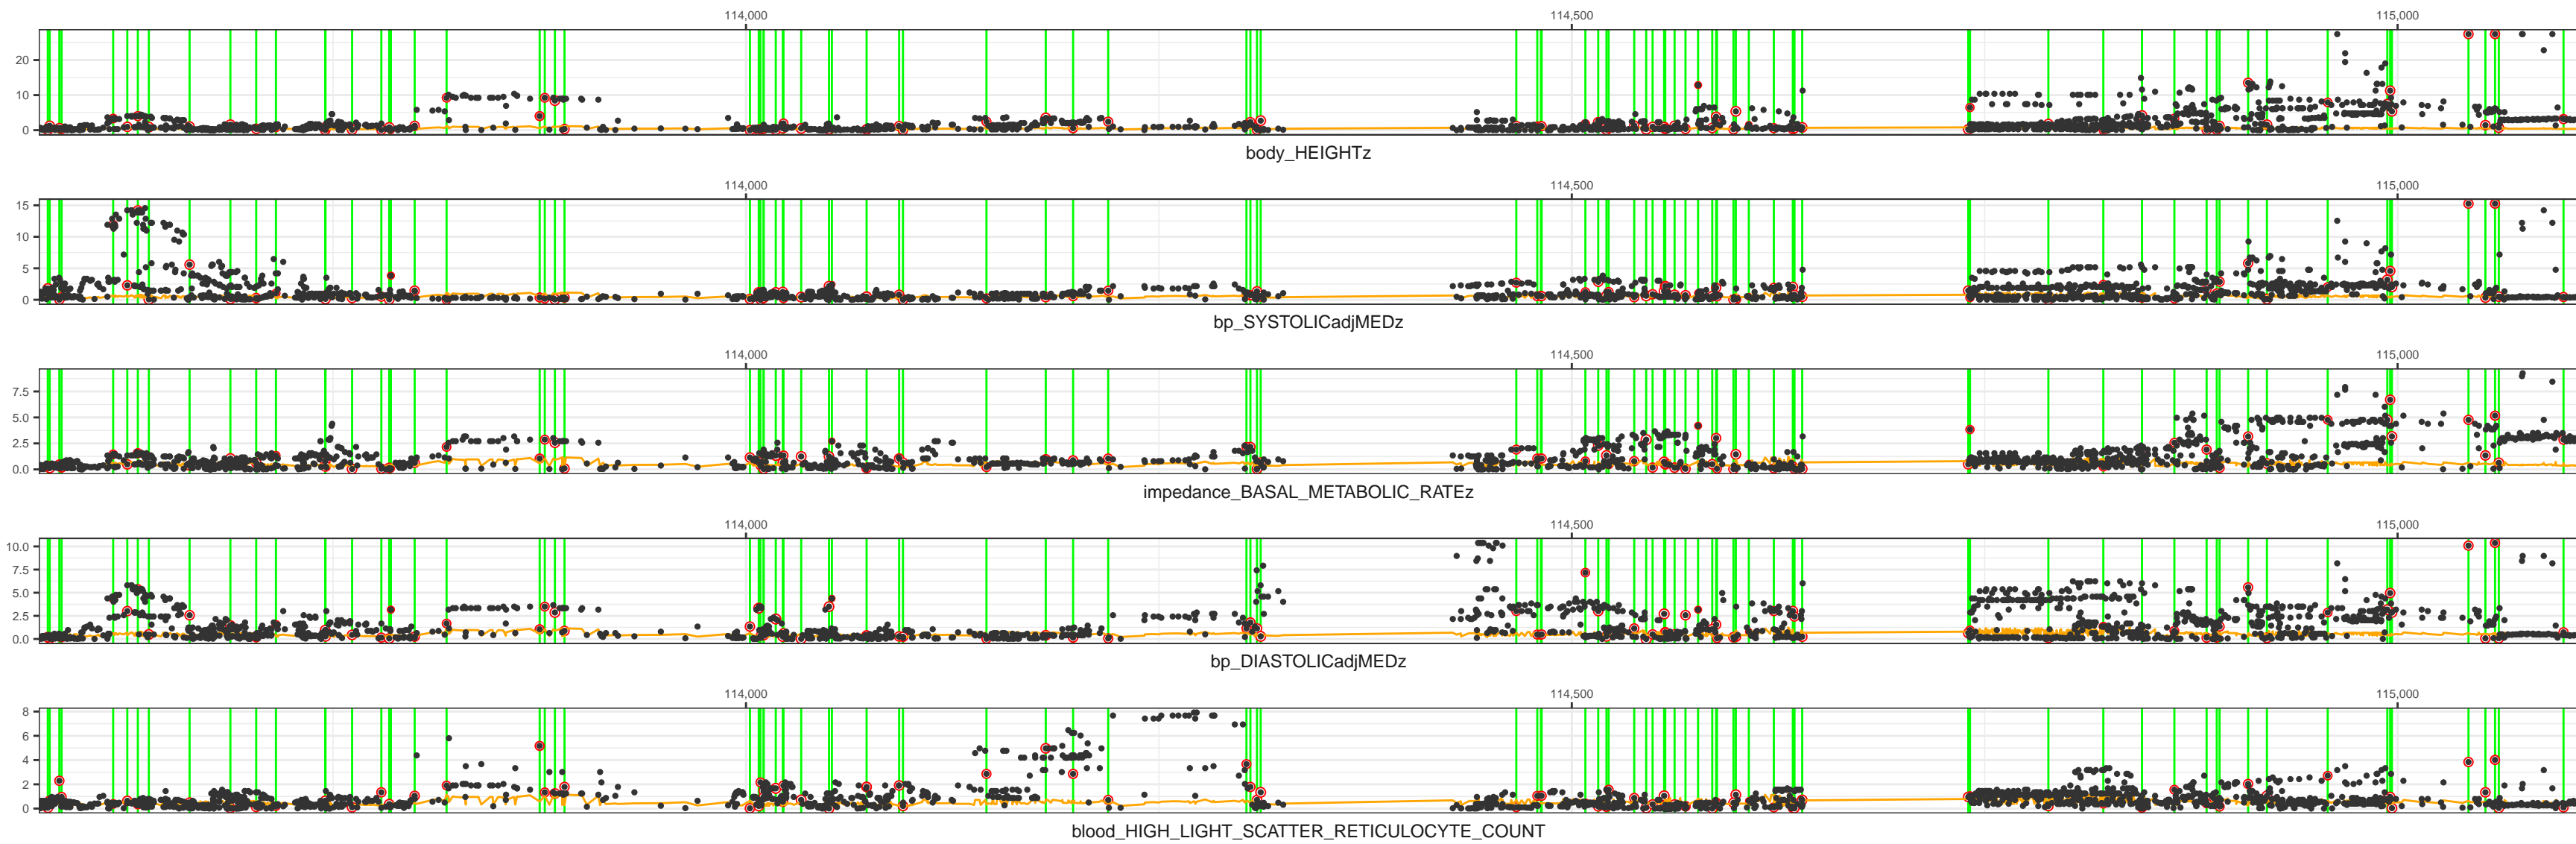 114,000 114,500 115,000
20
10
0
body_HEIGHTz
114,000 114,500 115,000
15
10
5
0
bp_SYSTOLICadjMEDz
114,000 114,500 115,000
7.5
5.0
2.5
0.0
impedance_BASAL_METABOLIC_RATEz
114,000 114,500 115,000
10.0
7.5
5.0
2.5
0.0
bp_DIASTOLICadjMEDz
114,000 114,500 115,000
8
6
4
2
0
blood_HIGH_LIGHT_SCATTER_RETICULOCYTE_COUNT